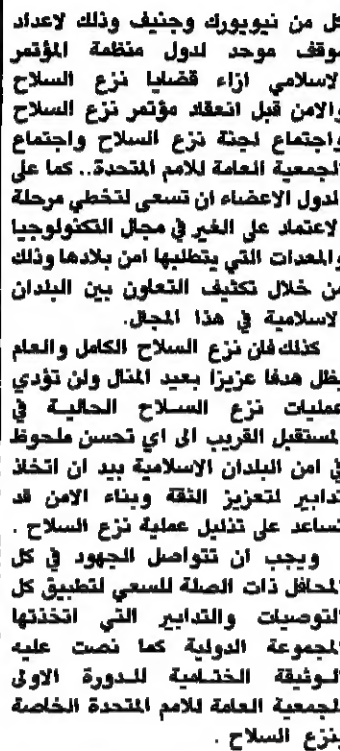 كل من نيويورك وجنيف وذلك لاعداد
موقف موحد لدول منظمة المؤتمر
الاسلامي ازاء قضايا نزع السلاح
والامن قبل انعقاد مؤتمر نزع السلاح
واجتماع لجنة نزع السلاح واجتماع
الجمعية العامة للامم المتحدة.. كما على
الدول الاعضاء ان تسعى لتخطي مرحلة
الاعتماد على الغير في مجال التكنولوجيا
والمعدات التي يتطلبها امن بلادها وذلك
من خلال تكثيف التعاون بين البلدان
الاسلامية في هذا المجال.
كذلك فان نزع السلاح الكامل والعام
يظل هدفا عزيزا بعيد المنال ولن تؤدي
عمليات نزع السلاح الحالية في
المستقبل القريب الى اي تحسن ملحوظ
في امن البلدان الاسلامية بيد ان اتخاذ
تدابير لتعزيز الثقة وبناء الامن قد
تساعد على تذليل عملية نزع السلاح .
ويجب ان تتواصل الجهود في كل
المحافل ذات الصلة للسعي لتطبيق كل
التوصيات والتدابير التي اتخذتها
المجموعة الدولية كما نصت عليه
الوثيقة الختامية للدورة الاولى
للجمعية العامة للامم المتحدة الخاصة
بنزع السلاح .